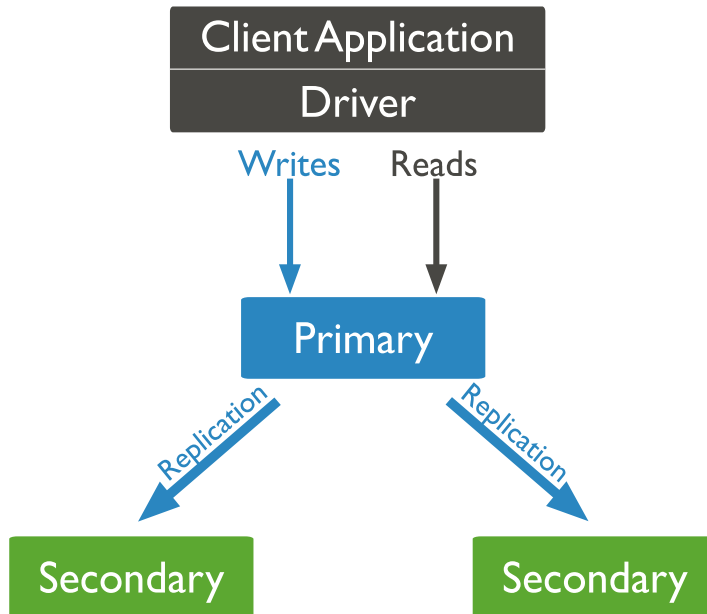 Client Application
Driver
Writes
Reads
Primary
Replication
Replication
Secondary
Secondary